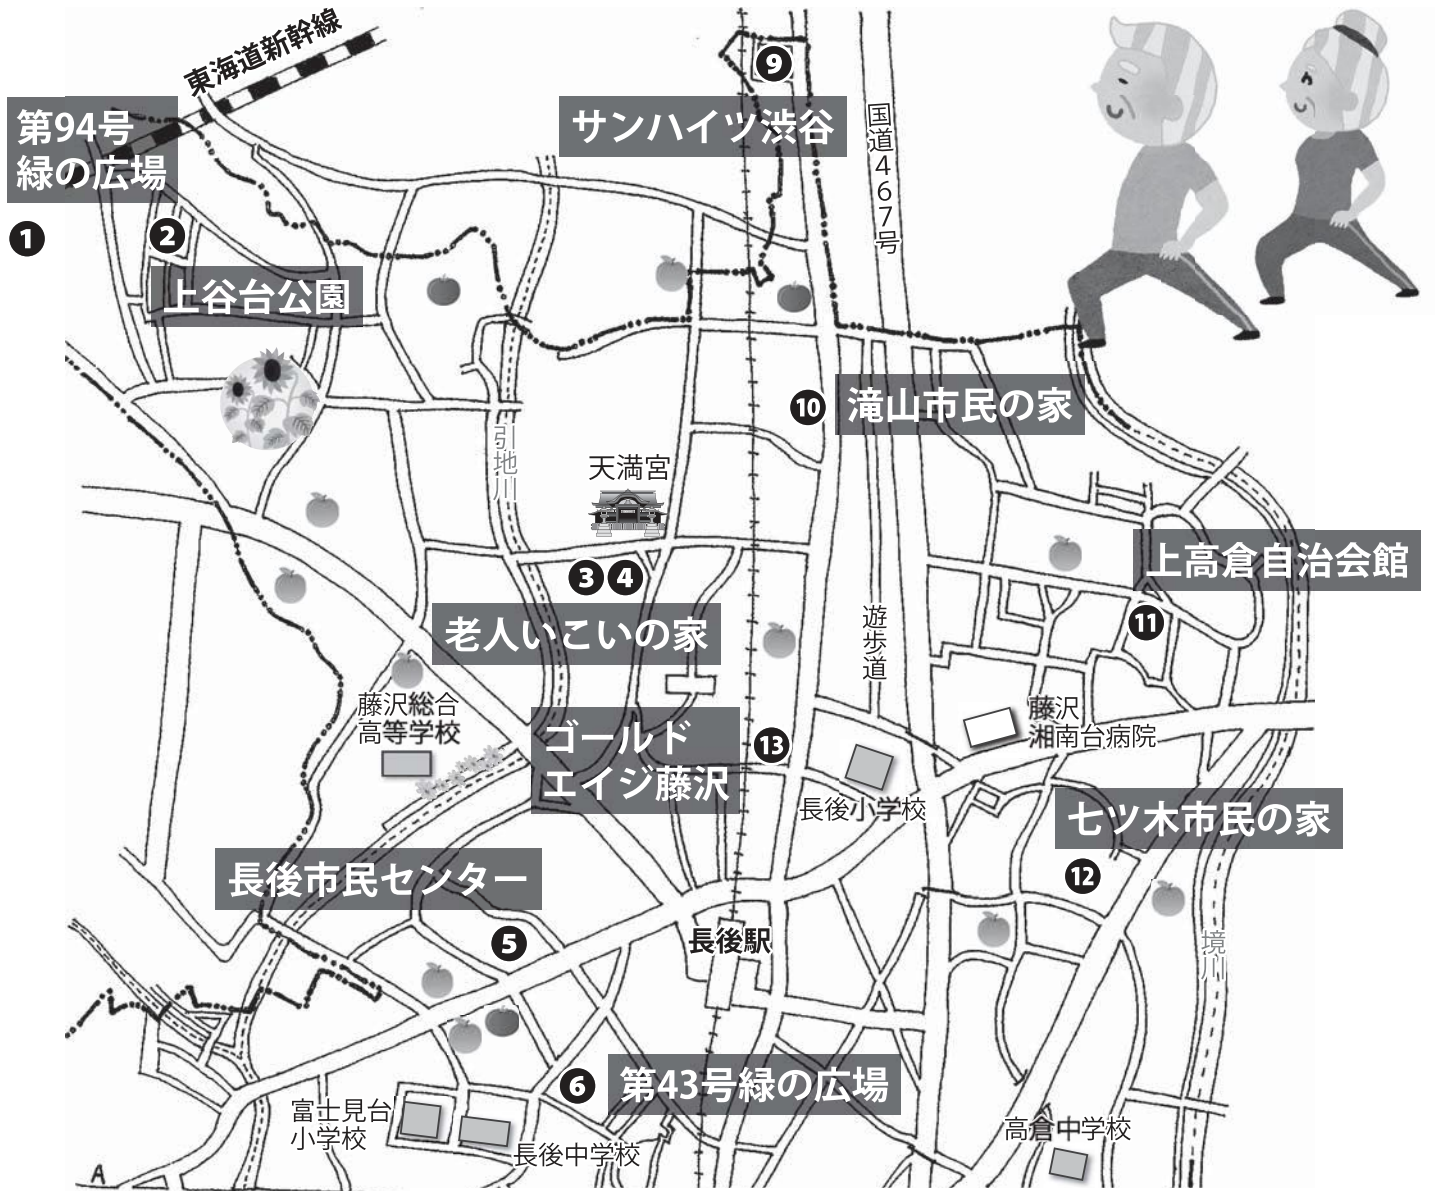 東海道新幹線
第94号
緑の広場
❶
❷
上谷台公園
❾
サンハイツ渋谷
国道467号
❿
滝山市民の家
引地川
天満宮
❸❹
老人いこいの家
上高倉自治会館
⓫
遊歩道
藤沢総合
高等学校
ゴールド
エイジ藤沢
⓭
藤沢
湘南台病院
長後小学校
七ツ木市民の家
⓬
長後市民センター
❺
長後駅
境川
❻
第43号緑の広場
富士見台
小学校
長後中学校
高倉中学校
A